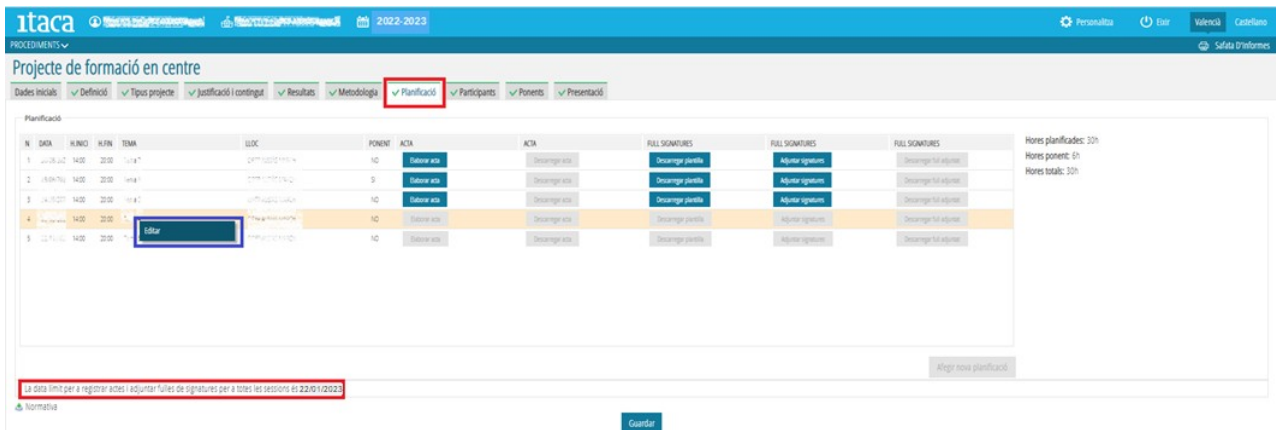 itaca 2022-2023 Personalitza Eixir Valencià Castellano
PROCEDIMENTS Safata D'Informes
Projecte de formació en centre
Dades inicials Definició Tipus projecte Justificació i contingut Resultats Metodologia Planificació Participants Ponents Presentació
Planificació
N DATA H.INICI H.FIN TEMA LLOC PONENT ACTA ACTA FULL SIGNATURES FULL SIGNATURES FULL SIGNATURES
1 14:00 20:00 NO Elaborar acta Descarregar acta Descarregar plantilla Adjuntar signatures Descarregar full adjuntat
2 14:00 20:00 SI Elaborar acta Descarregar acta Descarregar plantilla Adjuntar signatures Descarregar full adjuntat
3 14:00 20:00 NO Elaborar acta Descarregar acta Descarregar plantilla Adjuntar signatures Descarregar full adjuntat
4 14:00 20:00 NO Elaborar acta Descarregar acta Descarregar plantilla Adjuntar signatures Descarregar full adjuntat
Editar
5 14:00 20:00 NO Elaborar acta Descarregar acta Descarregar plantilla Adjuntar signatures Descarregar full adjuntat
Hores planificades: 30h
Hores ponent: 6h
Hores totals: 30h
Afegir nova planificació
La data límit per a registrar actes i adjuntar fulles de signatures per a totes les sessions és 22/01/2023
Normativa
Guardar